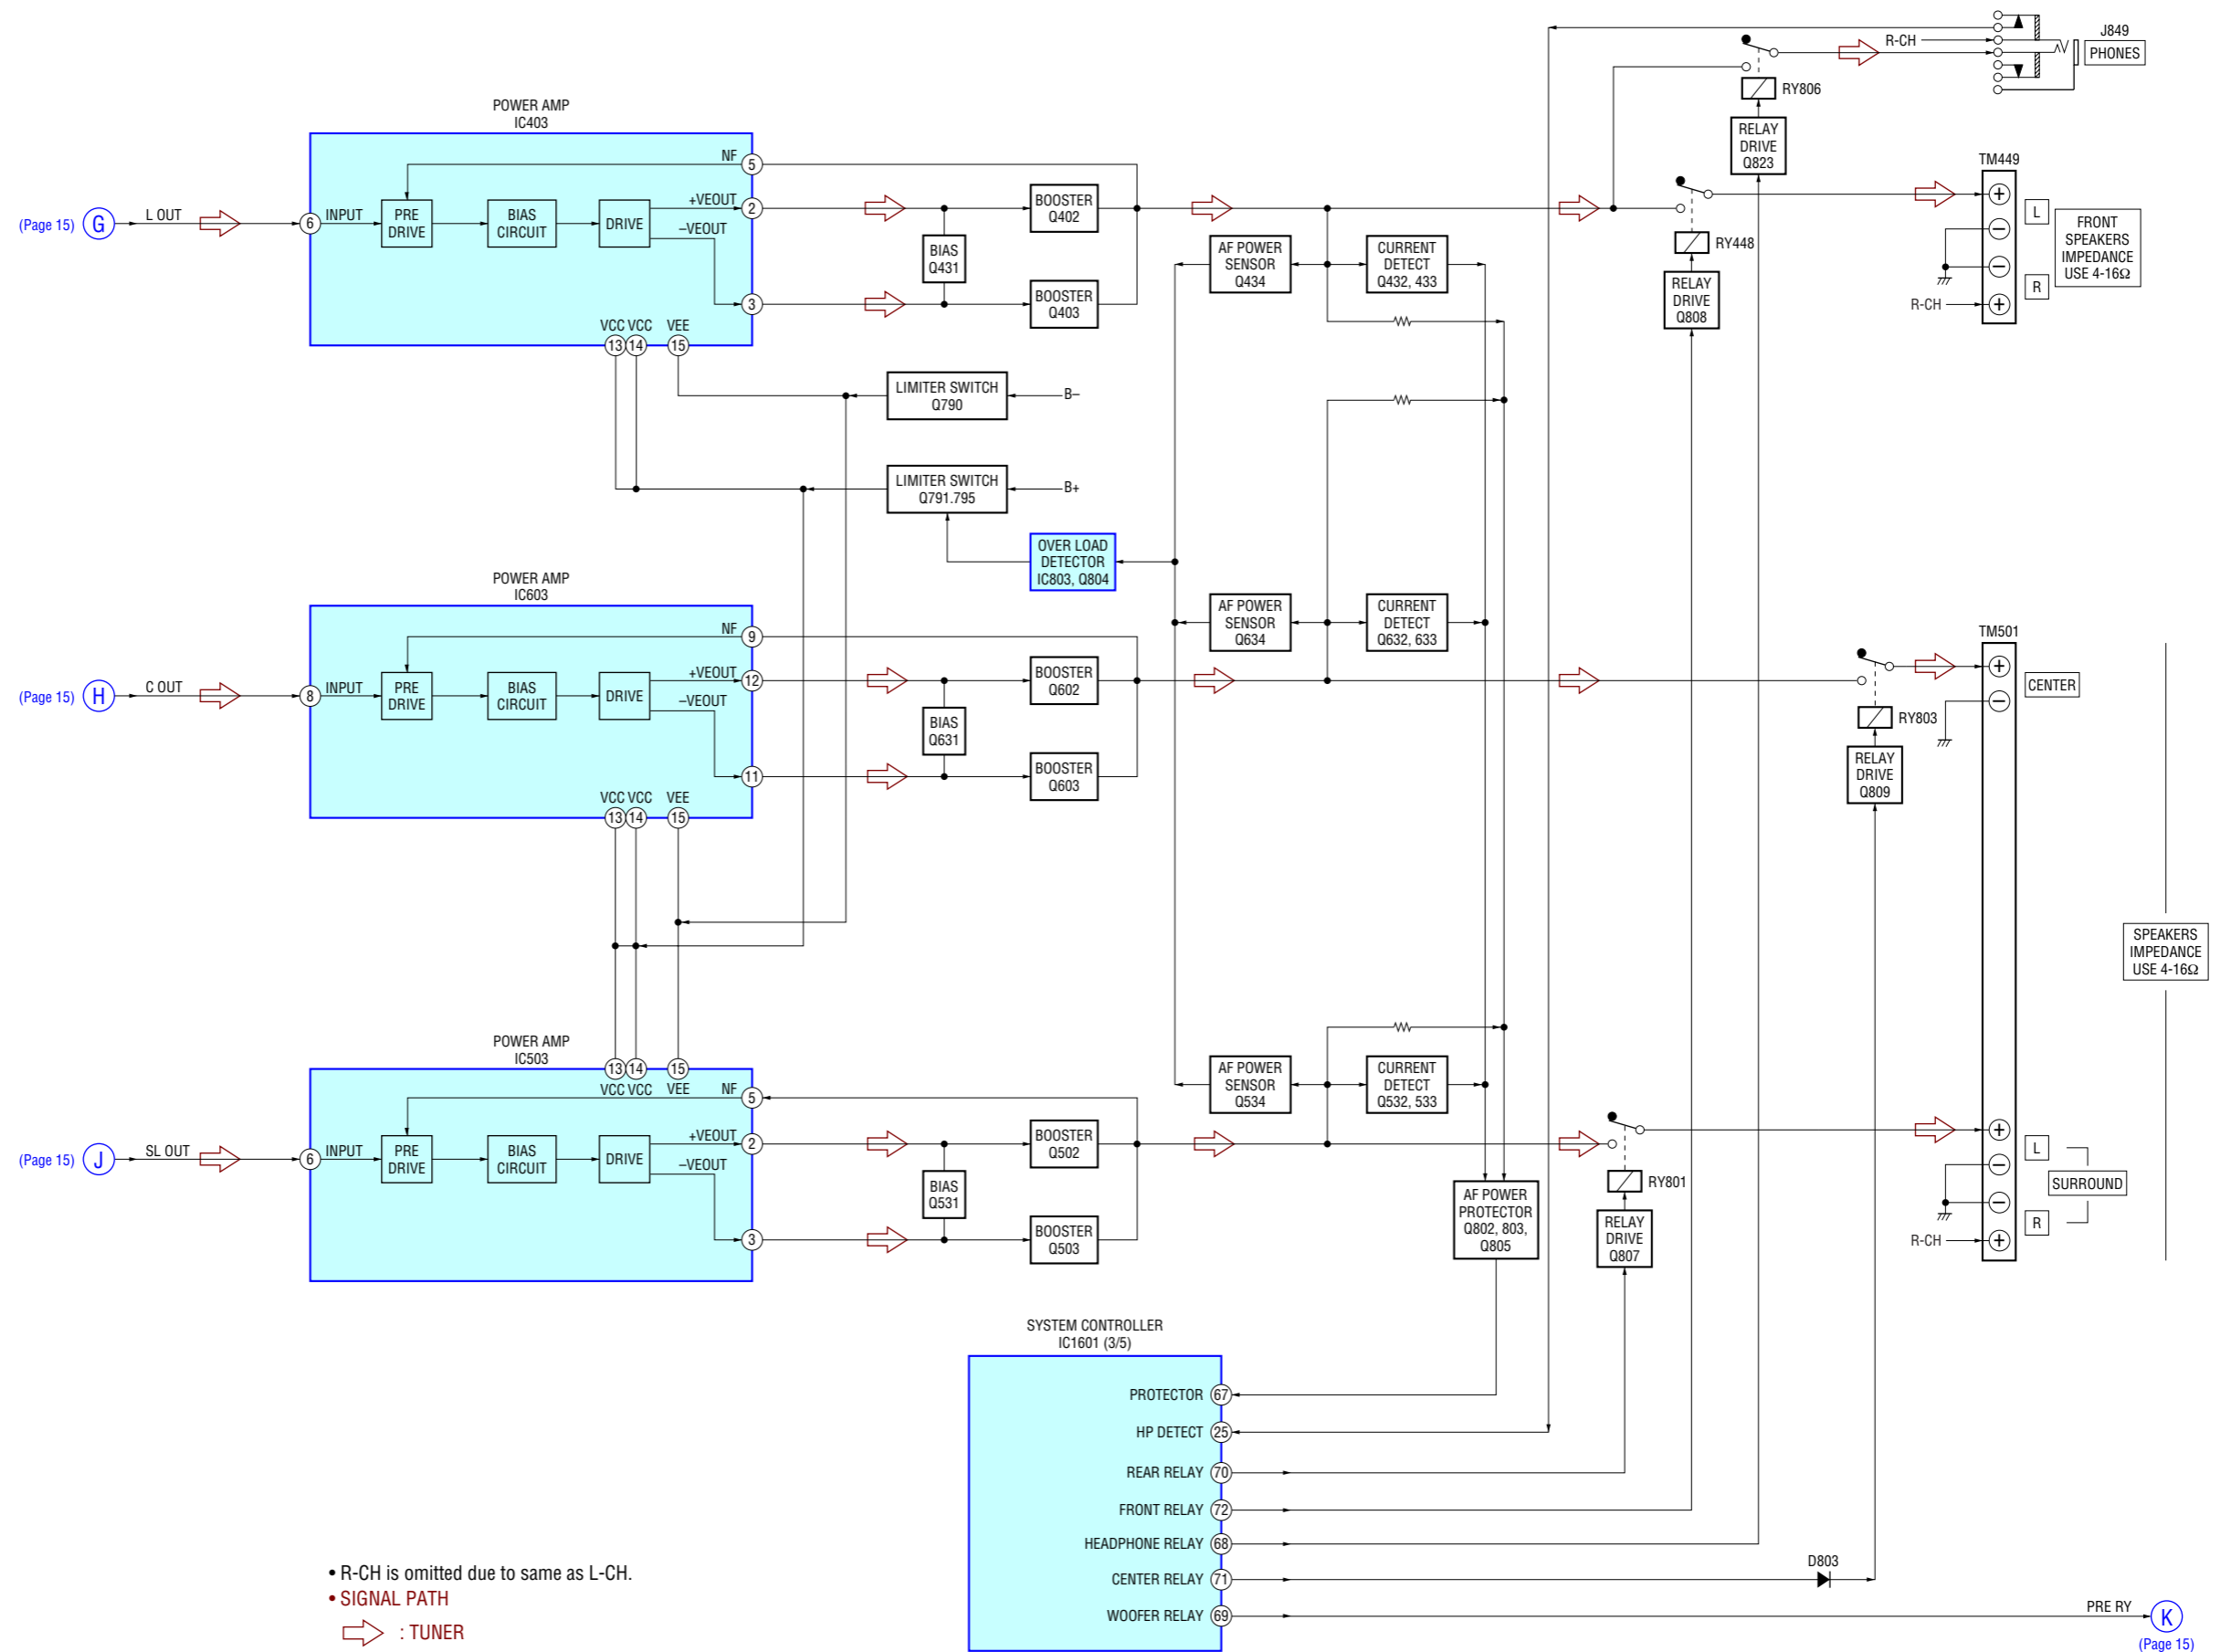 J849
PHONES
R-CH
RY806
RELAY
DRIVE
Q823
POWER AMP
IC403
NF
5
(Page 15)
G
L OUT
6
INPUT
PRE
DRIVE
BIAS
CIRCUIT
DRIVE
+VEOUT
2
–VEOUT
3
VCC VCC VEE
13 14 15
BIAS
Q431
BOOSTER
Q402
BOOSTER
Q403
AF POWER
SENSOR
Q434
CURRENT
DETECT
Q432, 433
RY448
RELAY
DRIVE
Q808
TM449
+
–
–
+
L
R
R-CH
FRONT
SPEAKERS
IMPEDANCE
USE 4-16Ω
LIMITER SWITCH
Q790
B–
LIMITER SWITCH
Q791.795
B+
OVER LOAD
DETECTOR
IC803, Q804
POWER AMP
IC603
NF
9
(Page 15)
H
C OUT
8
INPUT
PRE
DRIVE
BIAS
CIRCUIT
DRIVE
+VEOUT
12
–VEOUT
11
VCC VCC VEE
13 14 15
BIAS
Q631
BOOSTER
Q602
BOOSTER
Q603
AF POWER
SENSOR
Q634
CURRENT
DETECT
Q632, 633
RY803
RELAY
DRIVE
Q809
TM501
+
–
CENTER
SPEAKERS
IMPEDANCE
USE 4-16Ω
POWER AMP
IC503
13 14 15
VCC VCC VEE
NF
5
(Page 15)
J
SL OUT
6
INPUT
PRE
DRIVE
BIAS
CIRCUIT
DRIVE
+VEOUT
2
–VEOUT
3
BIAS
Q531
BOOSTER
Q502
BOOSTER
Q503
AF POWER
SENSOR
Q534
CURRENT
DETECT
Q532, 533
AF POWER
PROTECTOR
Q802, 803,
Q805
RY801
RELAY
DRIVE
Q807
+
–
–
+
L
SURROUND
R
R-CH
SYSTEM CONTROLLER
IC1601 (3/5)
PROTECTOR 67
HP DETECT 25
REAR RELAY 70
FRONT RELAY 72
HEADPHONE RELAY 68
CENTER RELAY 71
D803
WOOFER RELAY 69
PRE RY
K
(Page 15)
• R-CH is omitted due to same as L-CH.
• SIGNAL PATH
: TUNER